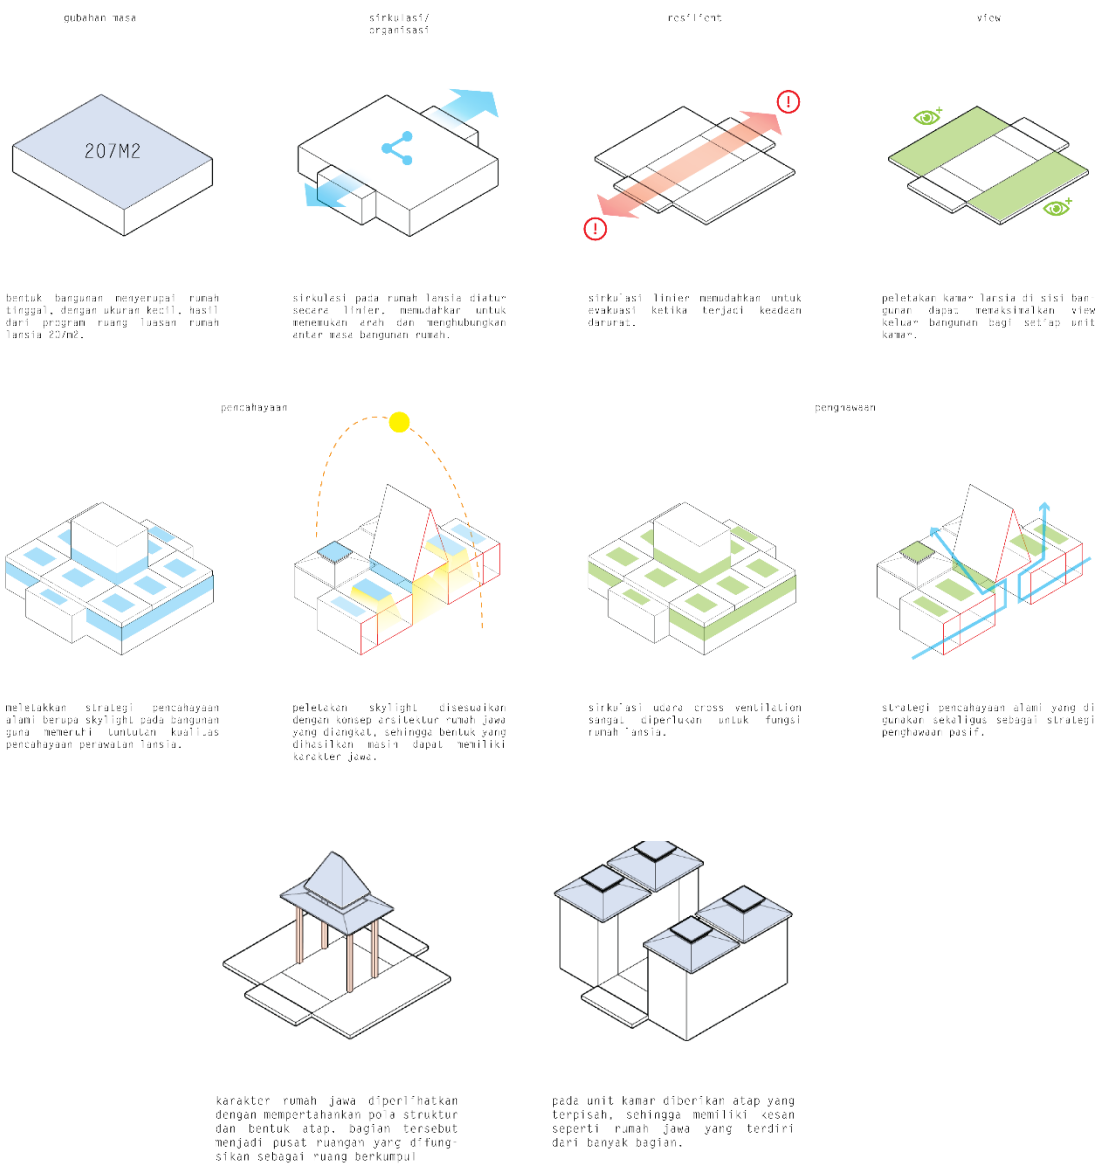 gubahan masa
sirkulasi/
organisasi
resilient
view
207M2
bentuk bangunan menyerupai rumah
tinggal, dengan ukuran kecil. hasil
dari program ruang luasan rumah
lansia 207m2.
sirkulasi pada rumah lansia diatur
secara linier, memudahkan untuk
menemukan arah dan menghubungkan
antar masa bangunan rumah.
sirkulasi linier memudahkan untuk
evakuasi ketika terjadi keadaan
darurat.
peletakan kamar lansia di sisi ban-
gunan dapat memaksimalkan view
keluar bangunan bagi setiap unit
kamar.
pencahayaan
penghawaan
meletakkan strategi pencahayaan
alami berupa skylight pada bangunan
guna memenuhi tuntutan kualitas
pencahayaan perawatan lansia.
peletakan skylight disesuaikan
dengan konsep arsitektur rumah jawa
yang diangkat, sehingga bentuk yang
dihasilkan masih dapat memiliki
karakter jawa.
sirkulasi udara cross ventilation
sangat diperlukan untuk fungsi
rumah lansia.
strategi pencahayaan alami yang di
gunakan sekaligus sebagai strategi
penghawaan pasif.
karakter rumah jawa diperlihatkan
dengan mempertahankan pola struktur
dan bentuk atap. bagian tersebut
menjadi pusat ruangan yang difung-
sikan sebagai ruang berkumpul
pada unit kamar diberikan atap yang
terpisah, sehingga memiliki kesan
seperti rumah jawa yang terdiri
dari banyak bagian.